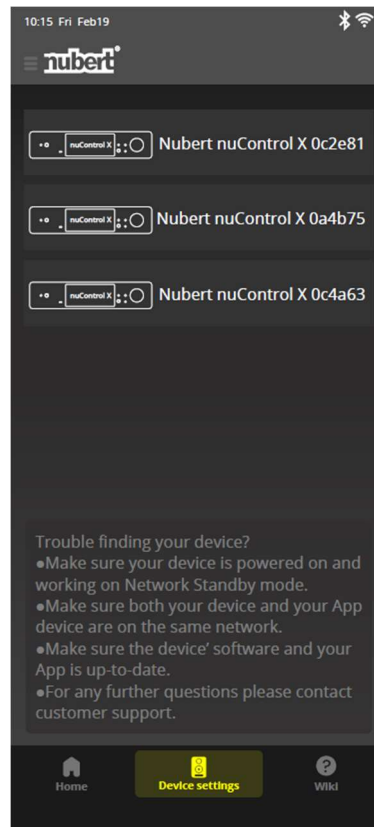 10:15 Fri Feb19
nubert
nuControl X Nubert nuControl X 0c2e81
nuControl X Nubert nuControl X 0a4b75
nuControl X Nubert nuControl X 0c4a63
Trouble finding your device?
●Make sure your device is powered on and
working on Network Standby mode.
●Make sure both your device and your App
device are on the same network.
●Make sure the device' software and your
App is up-to-date.
●For any further questions please contact
customer support.
Home Device settings Wiki